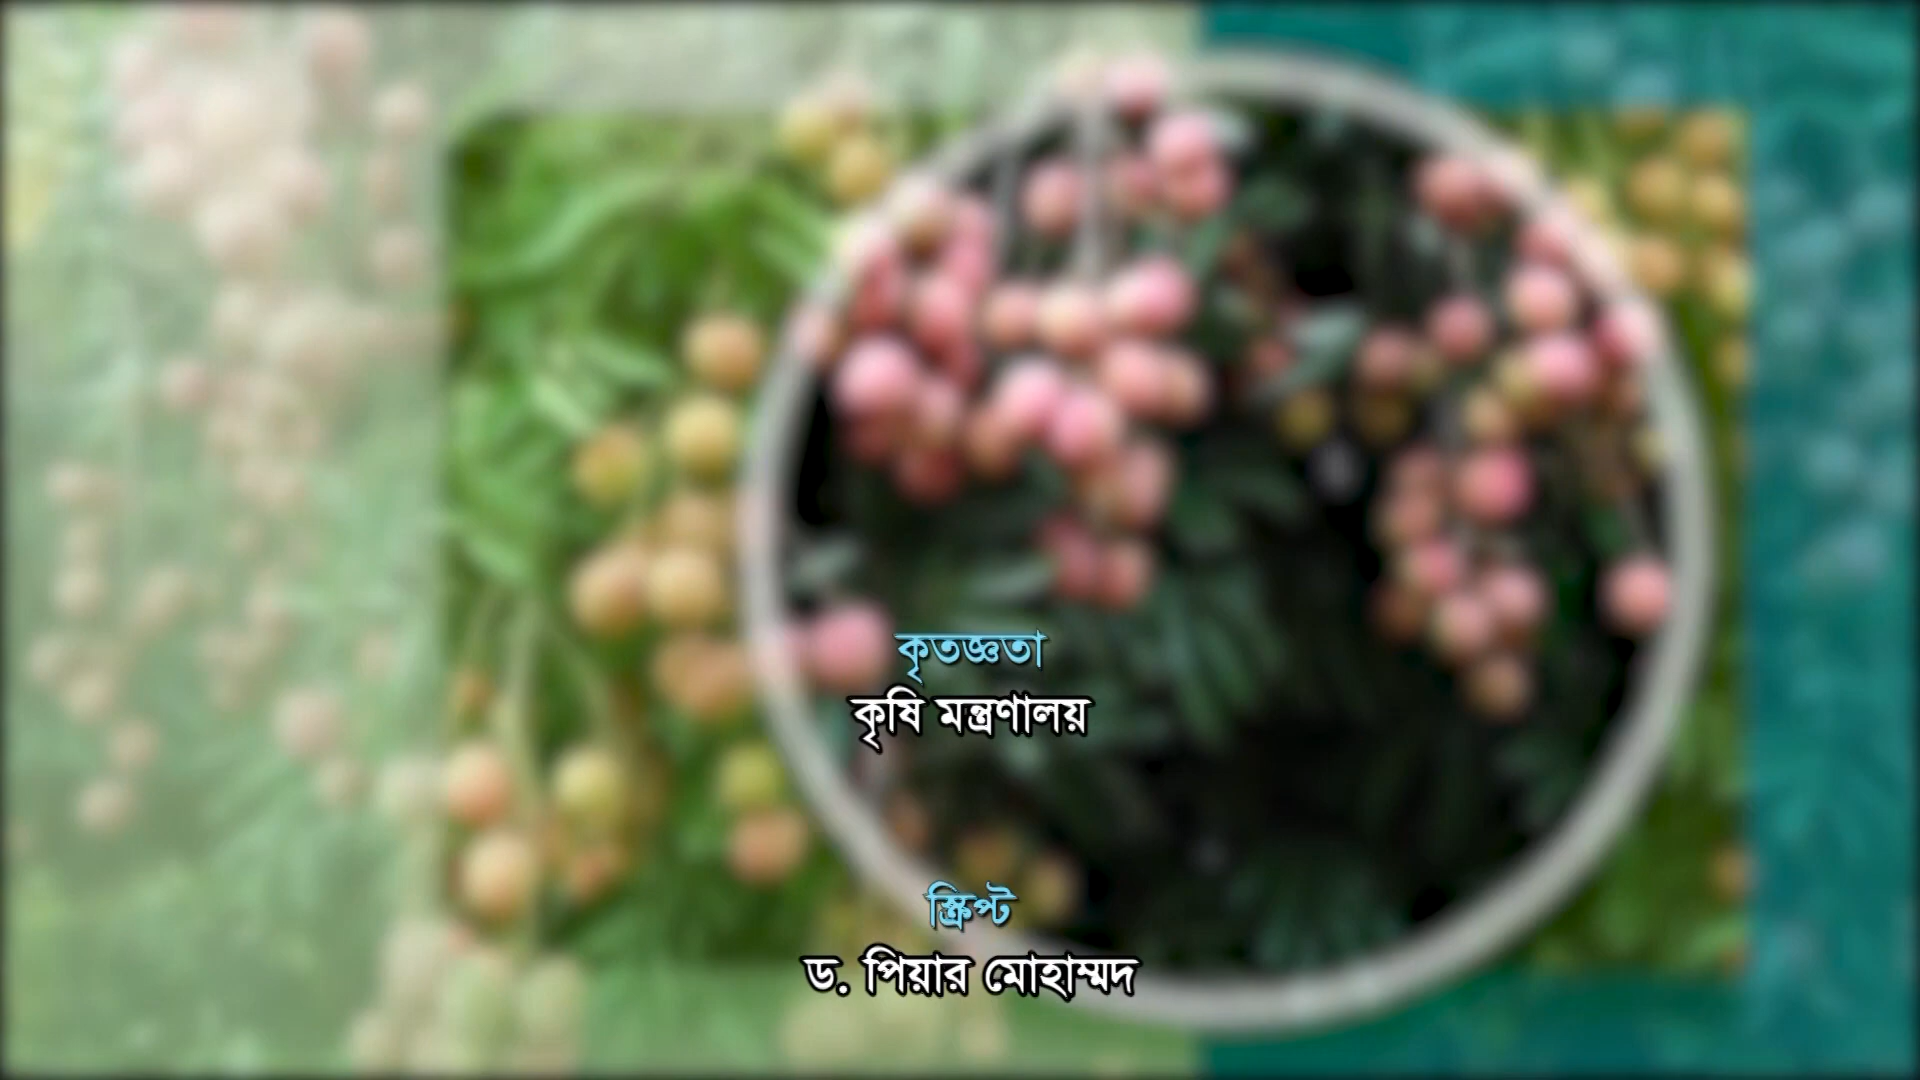 কৃতজ্ঞতা
কৃষি মন্ত্রণালয়
স্ক্রিপ্ট
ড. পিয়ার মোহাম্মদ